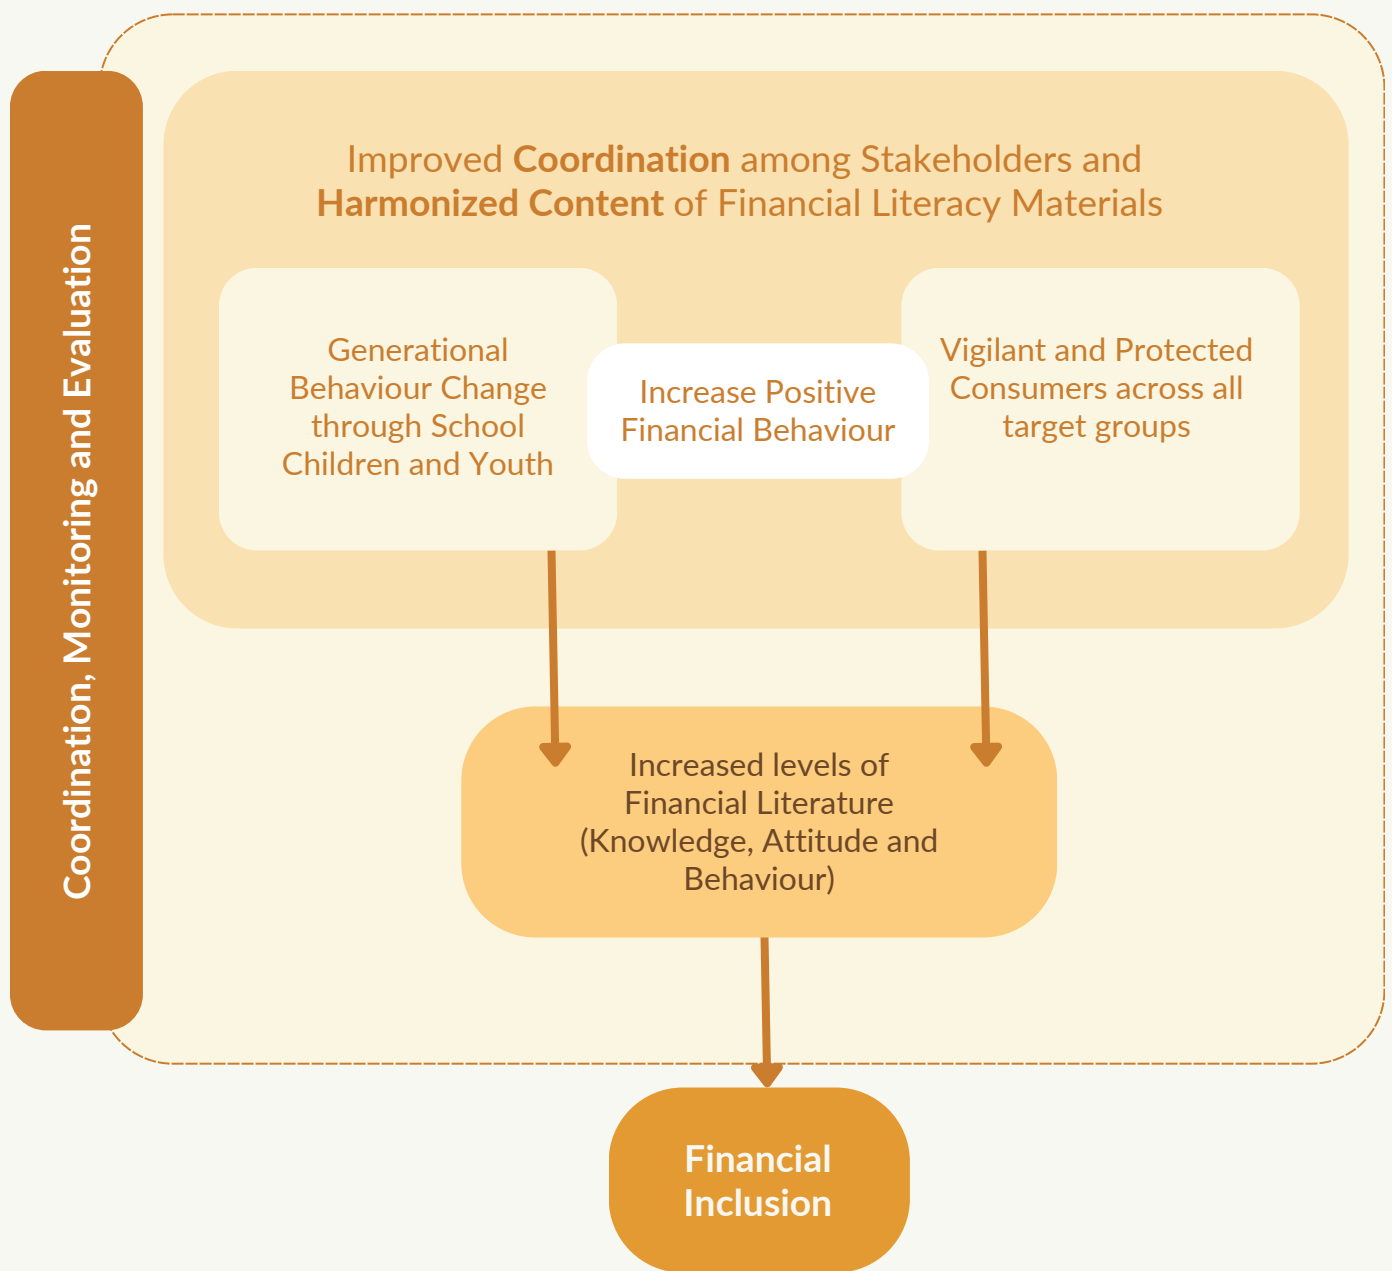 Coordination, Monitoring and Evaluation
Improved Coordination among Stakeholders and
Harmonized Content of Financial Literacy Materials
Generational
Behaviour Change
through School
Children and Youth
Increase Positive
Financial Behaviour
Vigilant and Protected
Consumers across all
target groups
Increased levels of
Financial Literature
(Knowledge, Attitude and
Behaviour)
Financial
Inclusion